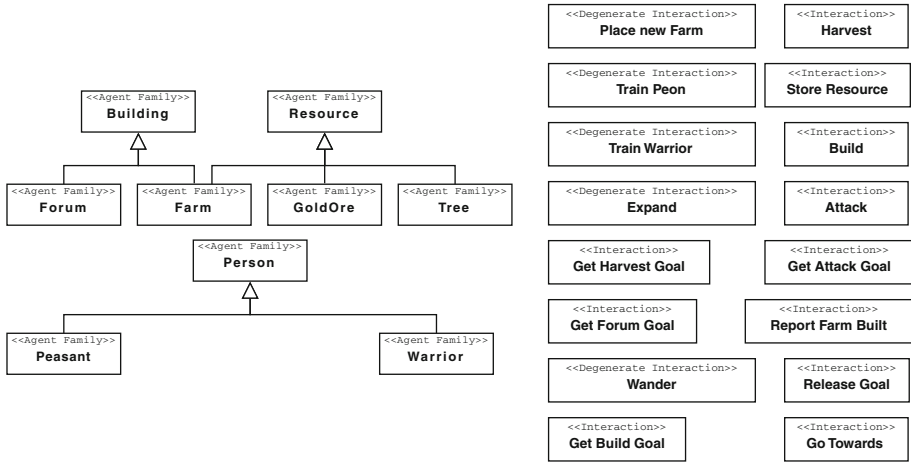 <<Agent Family>>
Building
<<Agent Family>>
Resource
<<Agent Family>>
Forum
<<Agent Family>>
Farm
<<Agent Family>>
GoldOre
<<Agent Family>>
Tree
<<Agent Family>>
Person
<<Agent Family>>
Peasant
<<Agent Family>>
Warrior
<<Degenerate Interaction>>
Place new Farm
<<Interaction>>
Harvest
<<Degenerate Interaction>>
Train Peon
<<Interaction>>
Store Resource
<<Degenerate Interaction>>
Train Warrior
<<Interaction>>
Build
<<Degenerate Interaction>>
Expand
<<Interaction>>
Attack
<<Interaction>>
Get Harvest Goal
<<Interaction>>
Get Attack Goal
<<Interaction>>
Get Forum Goal
<<Interaction>>
Report Farm Built
<<Degenerate Interaction>>
Wander
<<Interaction>>
Release Goal
<<Interaction>>
Get Build Goal
<<Interaction>>
Go Towards